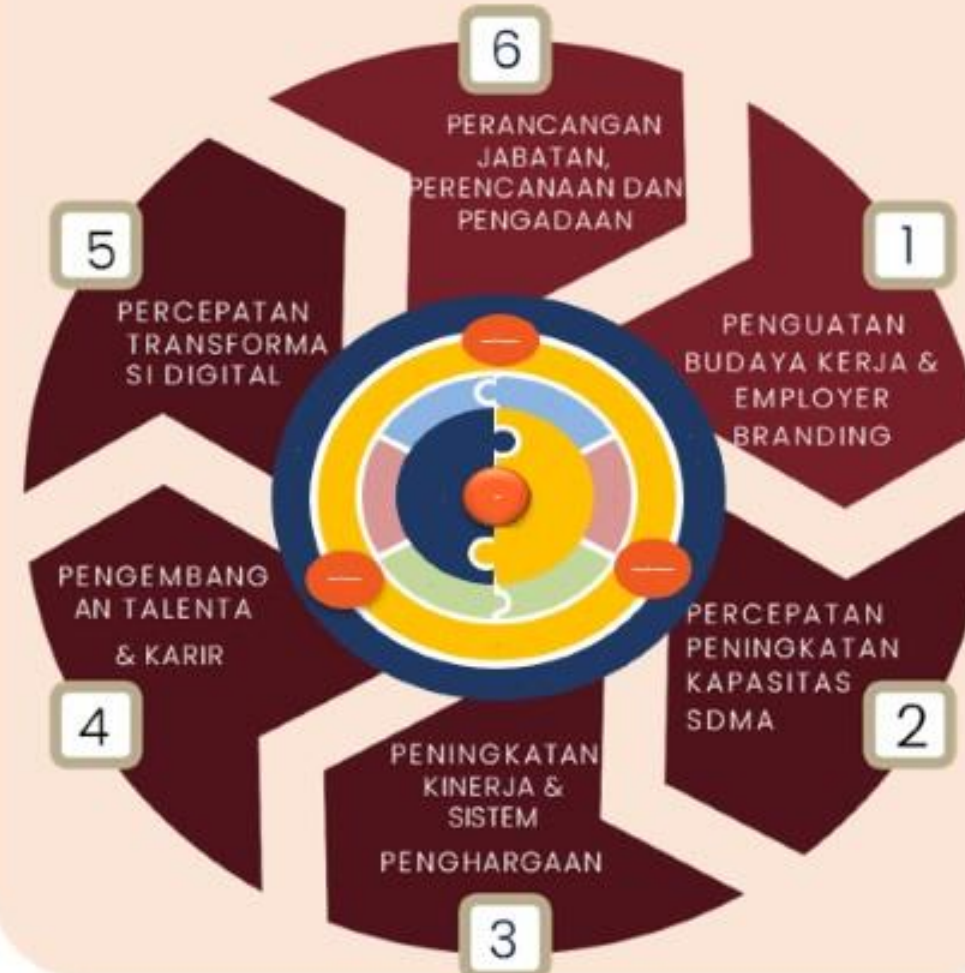 6
PERANCANGAN
JABATAN,
PERENCANAAN DAN
PENGADAAN
1
PENGUATAN
BUDAYA KERJA &
EMPLOYER
BRANDING
2
PERCEPATAN
PENINGKATAN
KAPASITAS
SDMA
3
PENINGKATAN
KINERJA &
SISTEM
PENGHARGAAN
4
PENGEMBANG
AN TALENTA
& KARIR
5
PERCEPATAN
TRANSFORMA
SI DIGITAL